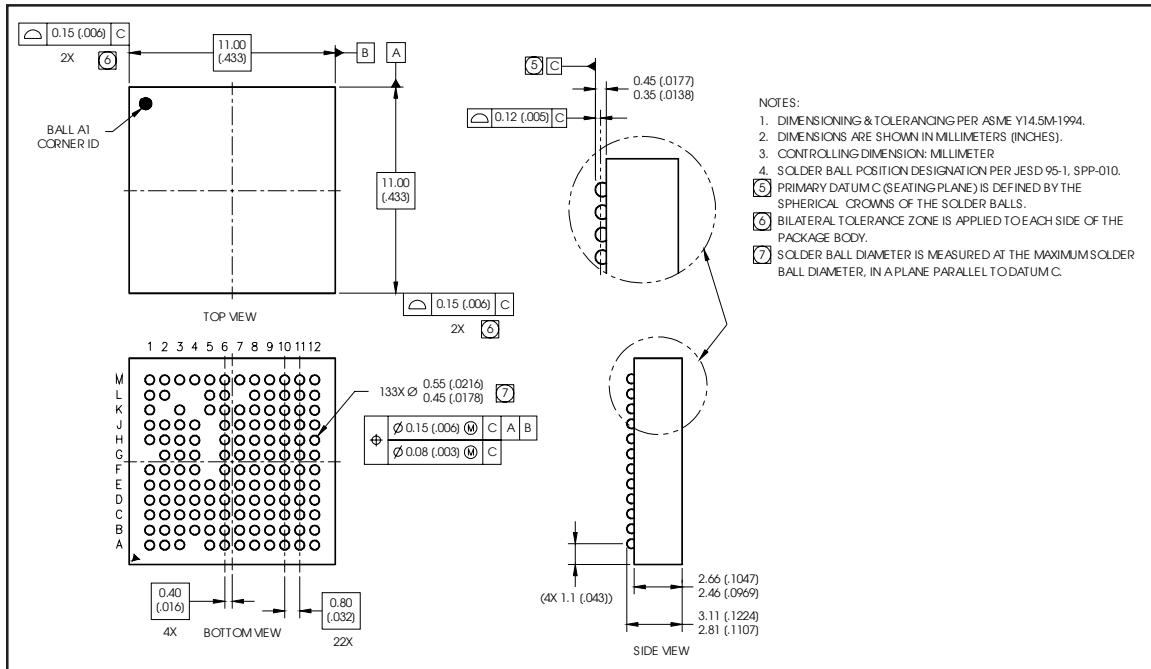 0.15 (.006) C
2X 6
11.00
(.433)
B A
BALL A1
CORNER ID
11.00
(.433)
0.15 (.006) C
2X 6
TOP VIEW
5 C
0.45 (.0177)
0.35 (.0138)
0.12 (.005) C
NOTES:
1. DIMENSIONING & TOLERANCING PER ASME Y14.5M-1994.
2. DIMENSIONS ARE SHOWN IN MILLIMETERS (INCHES).
3. CONTROLLING DIMENSION: MILLIMETER
4. SOLDER BALL POSITION DESIGNATION PER JESD 95-1, SPP-010.
5 PRIMARY DATUM C (SEATING PLANE) IS DEFINED BY THE
SPHERICAL CROWNS OF THE SOLDER BALLS.
6 BILATERAL TOLERANCE ZONE IS APPLIED TO EACH SIDE OF THE
PACKAGE BODY.
7 SOLDER BALL DIAMETER IS MEASURED AT THE MAXIMUM SOLDER
BALL DIAMETER, IN A PLANE PARALLEL TO DATUM C.
1 2 3 4 5 6 7 8 9 10 11 12
M
L
K
J
H
G
F
E
D
C
B
A
133X Ø 0.55 (.0216)
0.45 (.0178) 7
⌖ Ø 0.15 (.006) Ⓜ C A B
Ø 0.08 (.003) Ⓜ C
0.40
(.016)
4X
BOTTOM VIEW
0.80
(.032)
22X
(4X 1.1 (.043))
2.66 (.1047)
2.46 (.0969)
3.11 (.1224)
2.81 (.1107)
SIDE VIEW